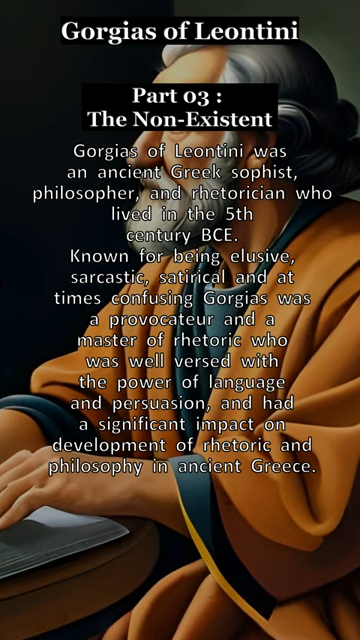 Gorgias of Leontini
Part 03 :
The Non-Existent
Gorgias of Leontini was
an ancient Greek sophist,
philosopher, and rhetorician who
lived in the 5th
century BCE.
Known for being elusive,
sarcastic, satirical and at
times confusing Gorgias was
a provocateur and a
master of rhetoric who
was well versed with
the power of language
and persuasion, and had
a significant impact on
development of rhetoric and
philosophy in ancient Greece.